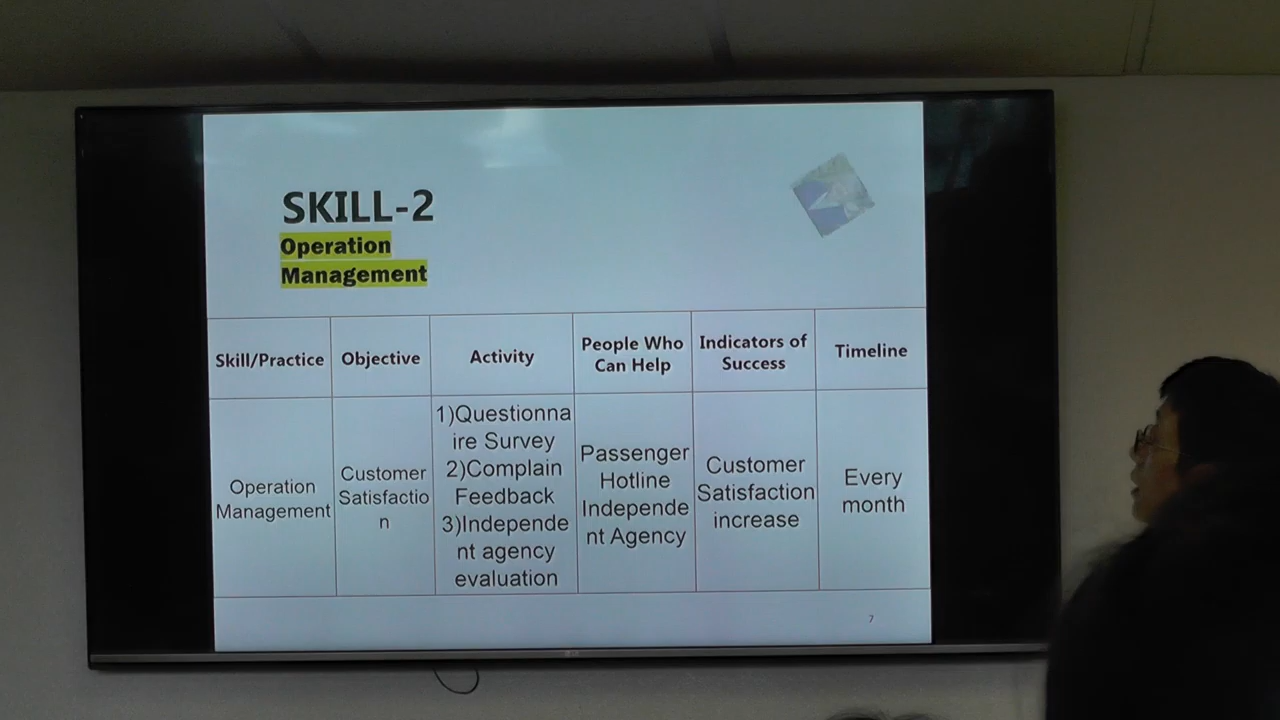 SKILL-2
Operation
Management
Skill/Practice
Objective
Activity
People Who
Can Help
Indicators of
Success
Timeline
Operation
Management
Customer
Satisfactio
n
1)Questionna
ire Survey
2)Complain
Feedback
3)Independe
nt agency
evaluation
Passenger
Hotline
Independe
nt Agency
Customer
Satisfaction
increase
Every
month
7